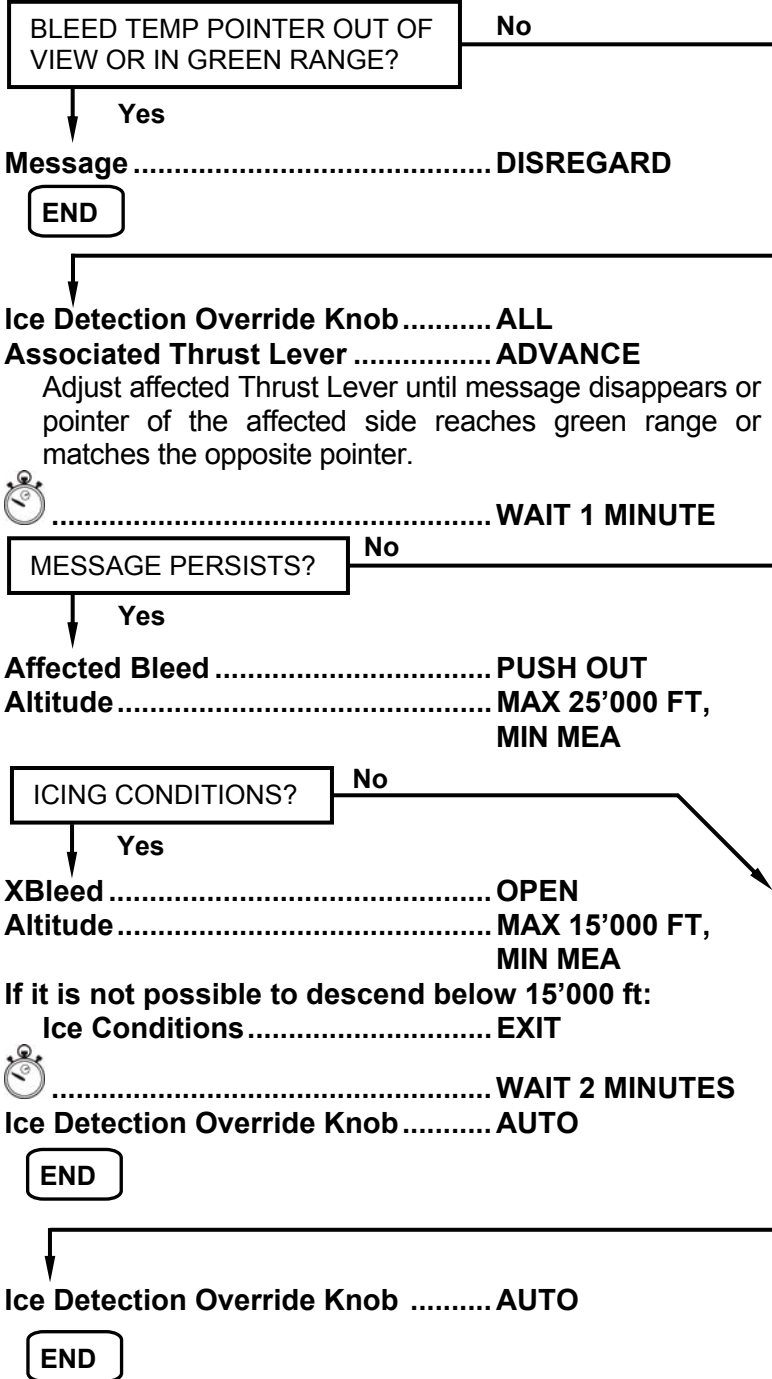 BLEED TEMP POINTER OUT OF
VIEW OR IN GREEN RANGE?
No
Yes
Message ............................................ DISREGARD
END
Ice Detection Override Knob ........... ALL
Associated Thrust Lever ................. ADVANCE
Adjust affected Thrust Lever until message disappears or
pointer of the affected side reaches green range or
matches the opposite pointer.
...................................................... WAIT 1 MINUTE
MESSAGE PERSISTS?
No
Yes
Affected Bleed .................................. PUSH OUT
Altitude .............................................. MAX 25’000 FT,
MIN MEA
ICING CONDITIONS?
No
Yes
XBleed ............................................... OPEN
Altitude .............................................. MAX 15’000 FT,
MIN MEA
If it is not possible to descend below 15’000 ft:
Ice Conditions .............................. EXIT
...................................................... WAIT 2 MINUTES
Ice Detection Override Knob ........... AUTO
END
Ice Detection Override Knob .......... AUTO
END